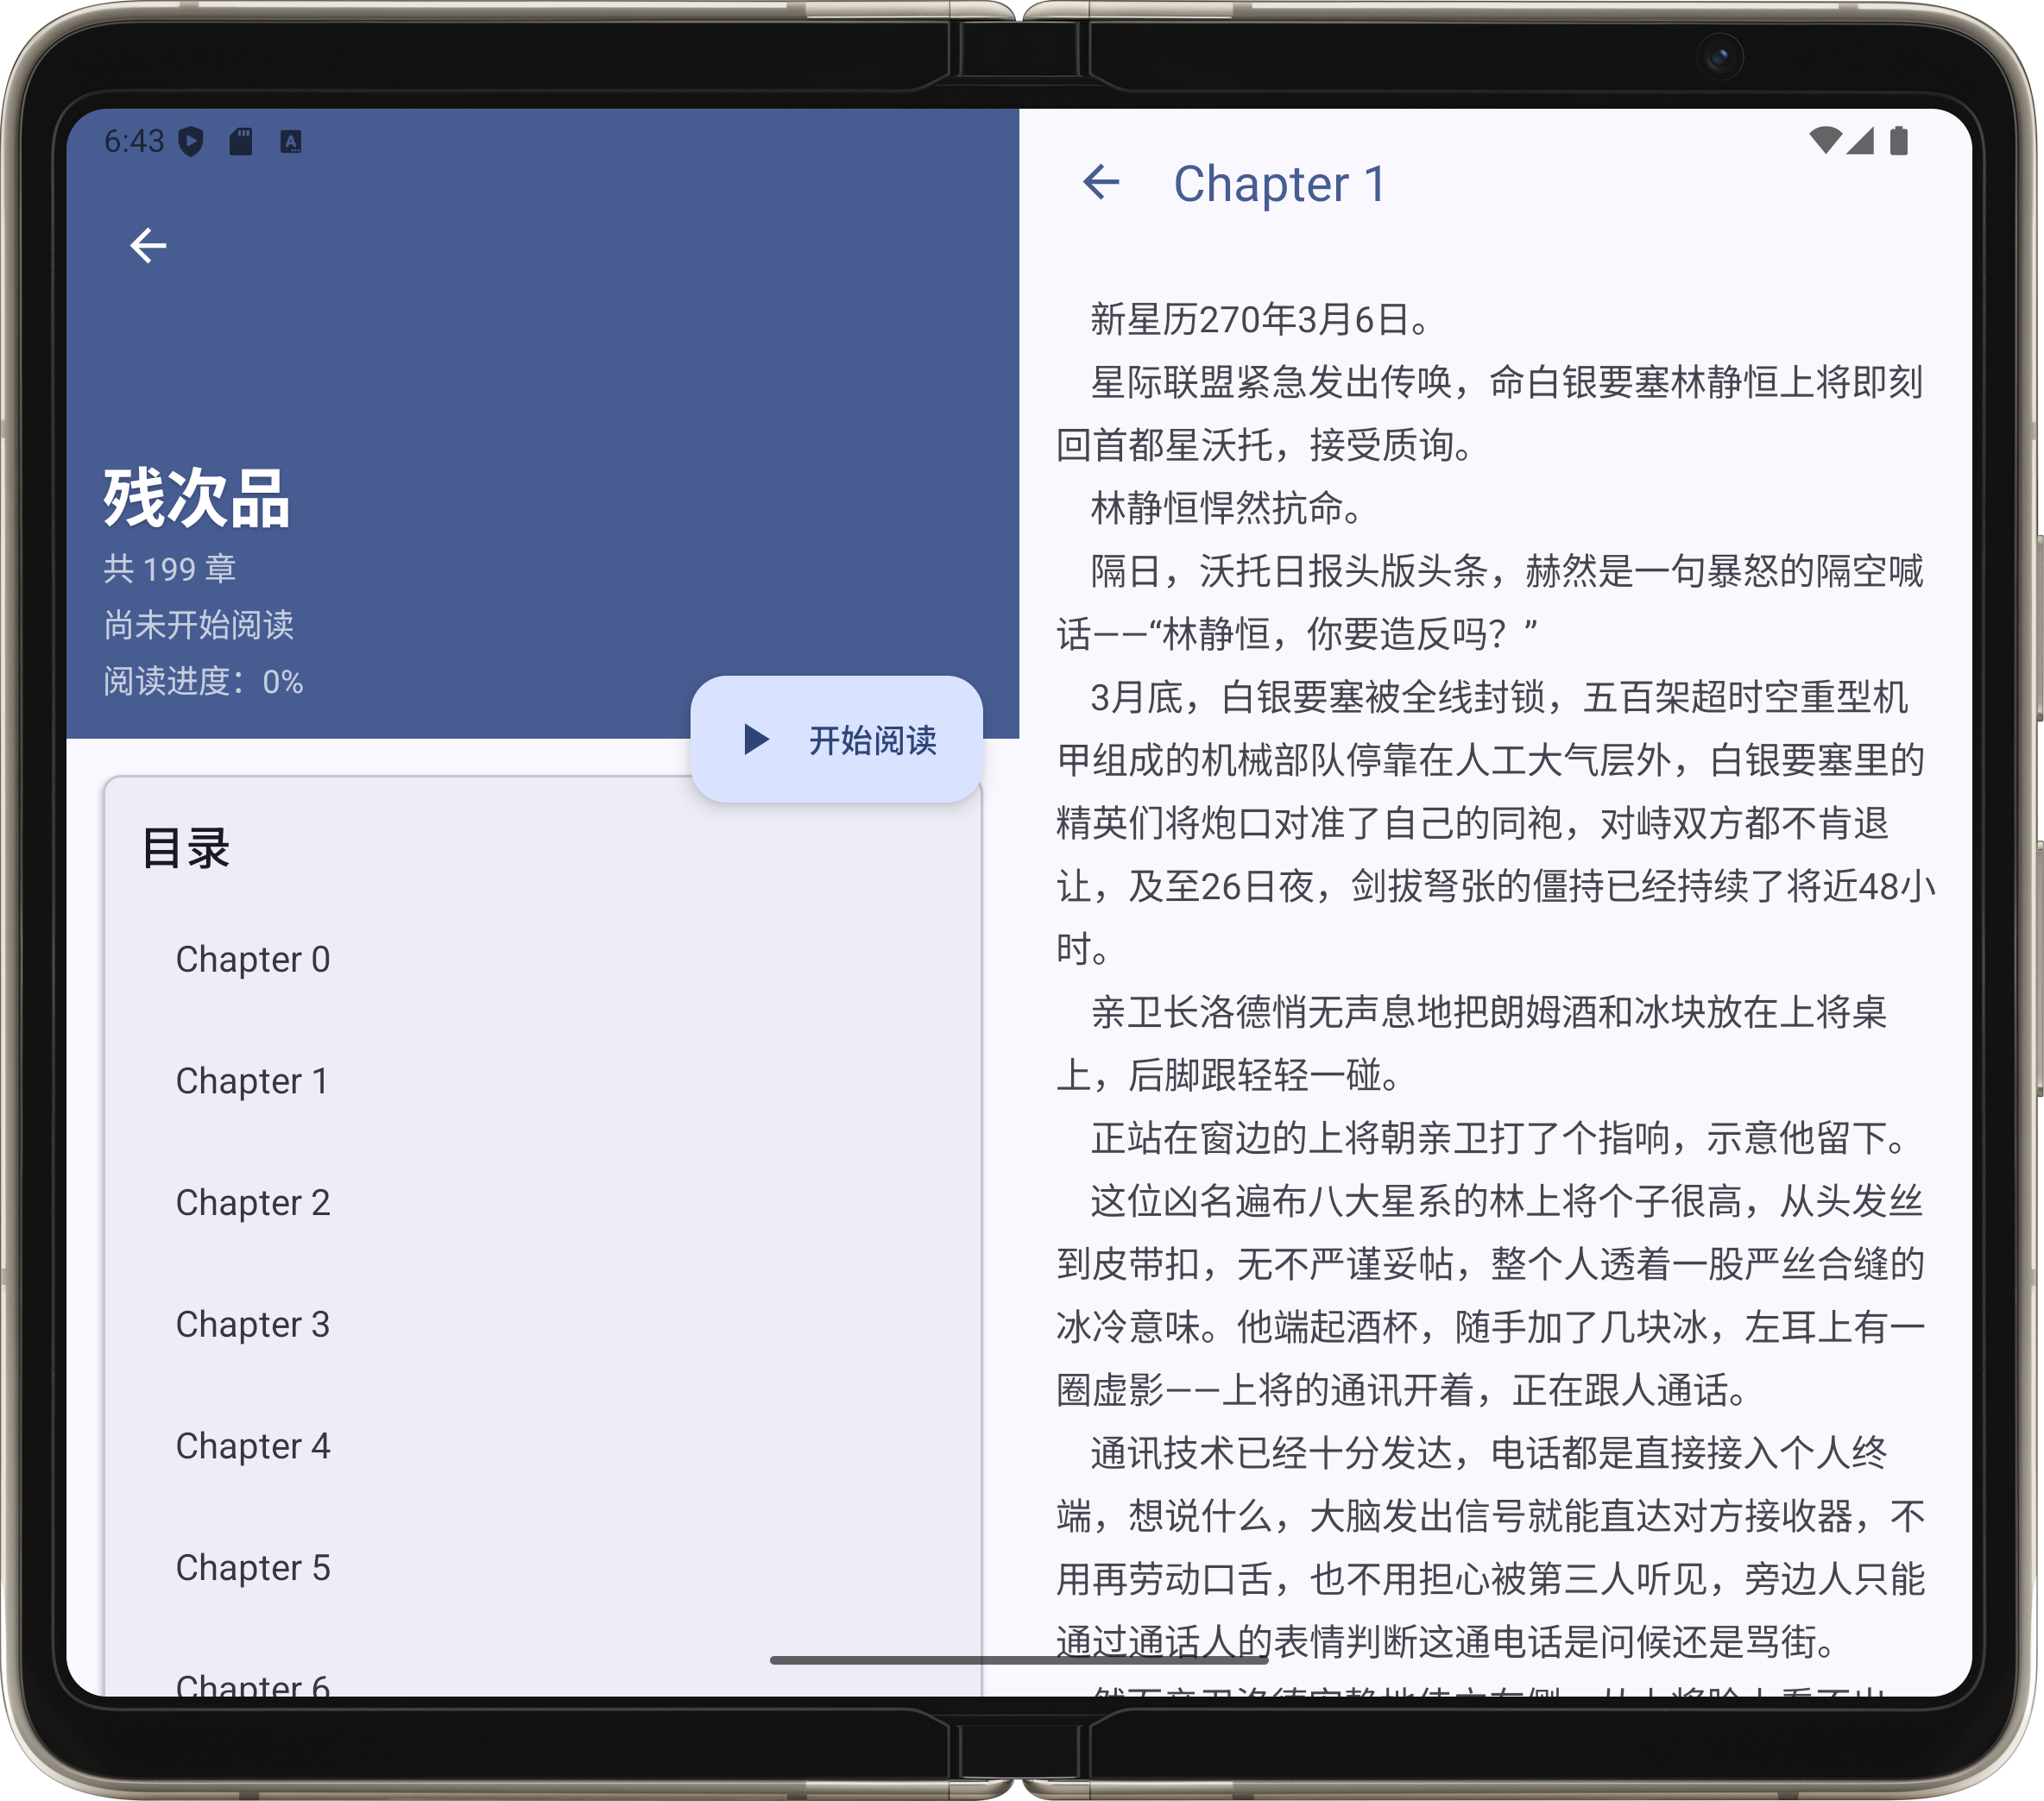 6:43
残次品
共 199 章
尚未开始阅读
阅读进度：0%
开始阅读
目录
Chapter 0
Chapter 1
Chapter 2
Chapter 3
Chapter 4
Chapter 5
Chapter 6
Chapter 1
新星历270年3月6日。
星际联盟紧急发出传唤，命白银要塞林静恒上将即刻
回首都星沃托，接受质询。
林静恒悍然抗命。
隔日，沃托日报头版头条，赫然是一句暴怒的隔空喊
话——“林静恒，你要造反吗？”
3月底，白银要塞被全线封锁，五百架超时空重型机
甲组成的机械部队停靠在人工大气层外，白银要塞里的
精英们将炮口对准了自己的同袍，对峙双方都不肯退
让，及至26日夜，剑拔弩张的僵持已经持续了将近48小
时。
亲卫长洛德悄无声息地把朗姆酒和冰块放在上将桌
上，后脚跟轻轻一碰。
正站在窗边的上将朝亲卫打了个指响，示意他留下。
这位凶名遍布八大星系的林上将个子很高，从头发丝
到皮带扣，无不严谨妥帖，整个人透着一股严丝合缝的
冰冷意味。他端起酒杯，随手加了几块冰，左耳上有一
圈虚影——上将的通讯开着，正在跟人通话。
通讯技术已经十分发达，电话都是直接接入个人终
端，想说什么，大脑发出信号就能直达对方接收器，不
用再劳动口舌，也不用担心被第三人听见，旁边人只能
通过通话人的表情判断这通电话是问候还是骂街。